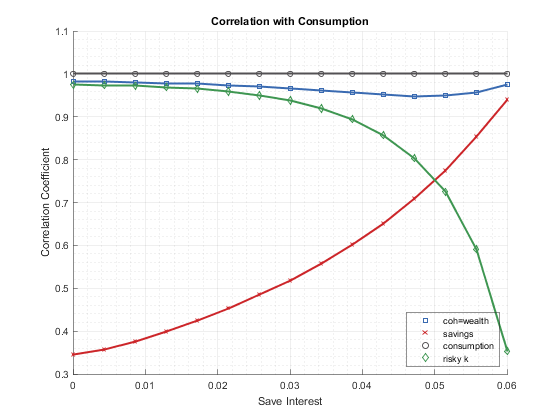 Correlation with Consumption
1.1
1
0.9
0.8
0.7
0.6
0.5
0.4
0.3
Correlation Coefficient
0
0.01
0.02
0.03
0.04
0.05
0.06
Save Interest
coh=wealth
savings
consumption
risky k